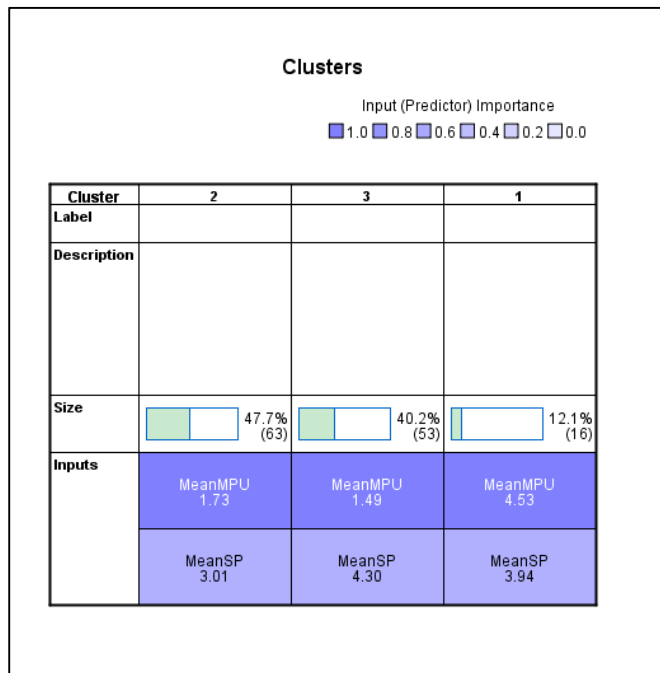 Clusters
Input (Predictor) Importance
1.0 0.8 0.6 0.4 0.2 0.0
Cluster 2 3 1
Label
Description
Size 47.7% 40.2% 12.1%
(63) (53) (16)
Inputs
MeanMPU MeanMPU MeanMPU
1.73 1.49 4.53
MeanSP MeanSP MeanSP
3.01 4.30 3.94